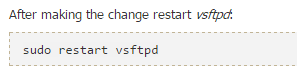 After making the change restart vsftpd:
sudo restart vsftpd